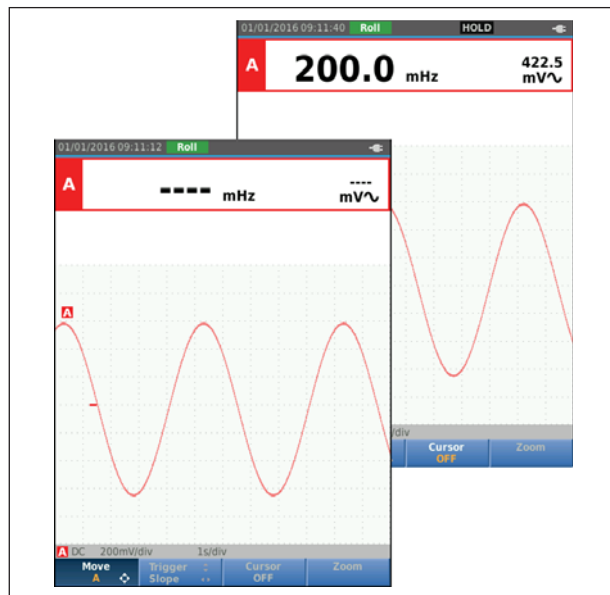 01/01/2016 09:11:40 Roll HOLD
A 200.0 mHz 422.5 mV∿
/div
Cursor OFF Zoom
01/01/2016 09:11:12 Roll
A ---- mHz ---- mV∿
A
A DC 200mV/div 1s/div
Move A Trigger Slope Cursor OFF Zoom